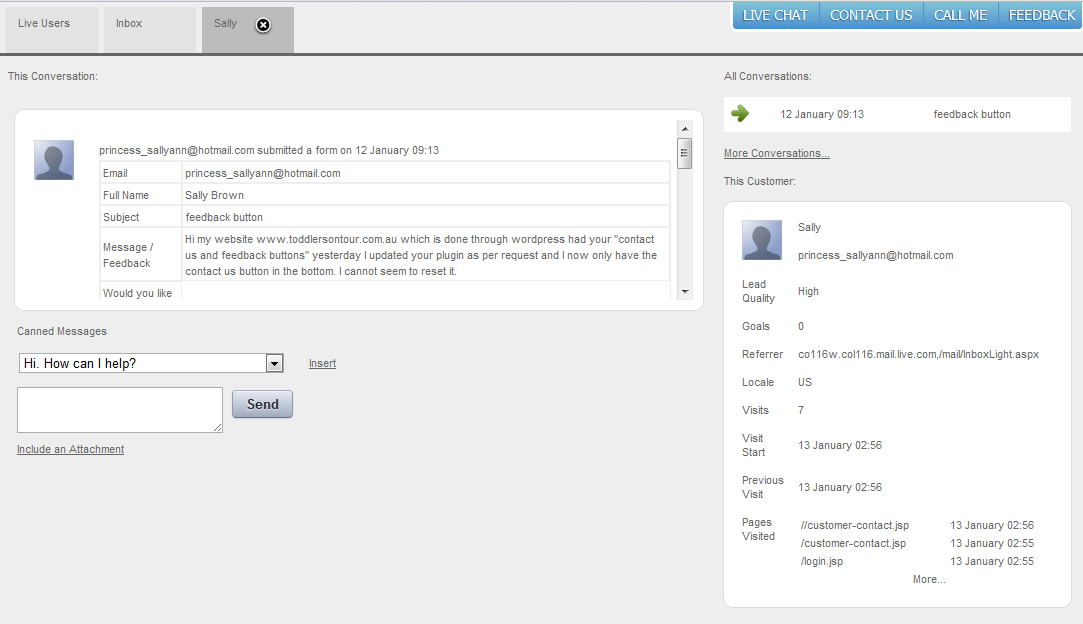 Live Users
Inbox
Sally
LIVE CHAT
CONTACT US
CALL ME
FEEDBACK
This Conversation:
princess_sallyann@hotmail.com submitted a form on 12 January 09:13
Email princess_sallyann@hotmail.com
Full Name Sally Brown
Subject feedback button
Message /
Feedback
Hi my website www.toddlersontour.com.au which is done through wordpress had your "contact
us and feedback buttons" yesterday I updated your plugin as per request and I now only have the
contact us button in the bottom. I cannot seem to reset it.
Would you like
Canned Messages
Hi. How can I help?
Insert
Send
Include an Attachment
All Conversations:
12 January 09:13 feedback button
More Conversations...
This Customer:
Sally
princess_sallyann@hotmail.com
Lead
Quality
High
Goals 0
Referrer co116w.col116.mail.live.com,/mail/InboxLight.aspx
Locale US
Visits 7
Visit
Start
13 January 02:56
Previous
Visit
13 January 02:56
Pages
Visited
//customer-contact.jsp 13 January 02:56
/customer-contact.jsp 13 January 02:55
/login.jsp 13 January 02:55
More...